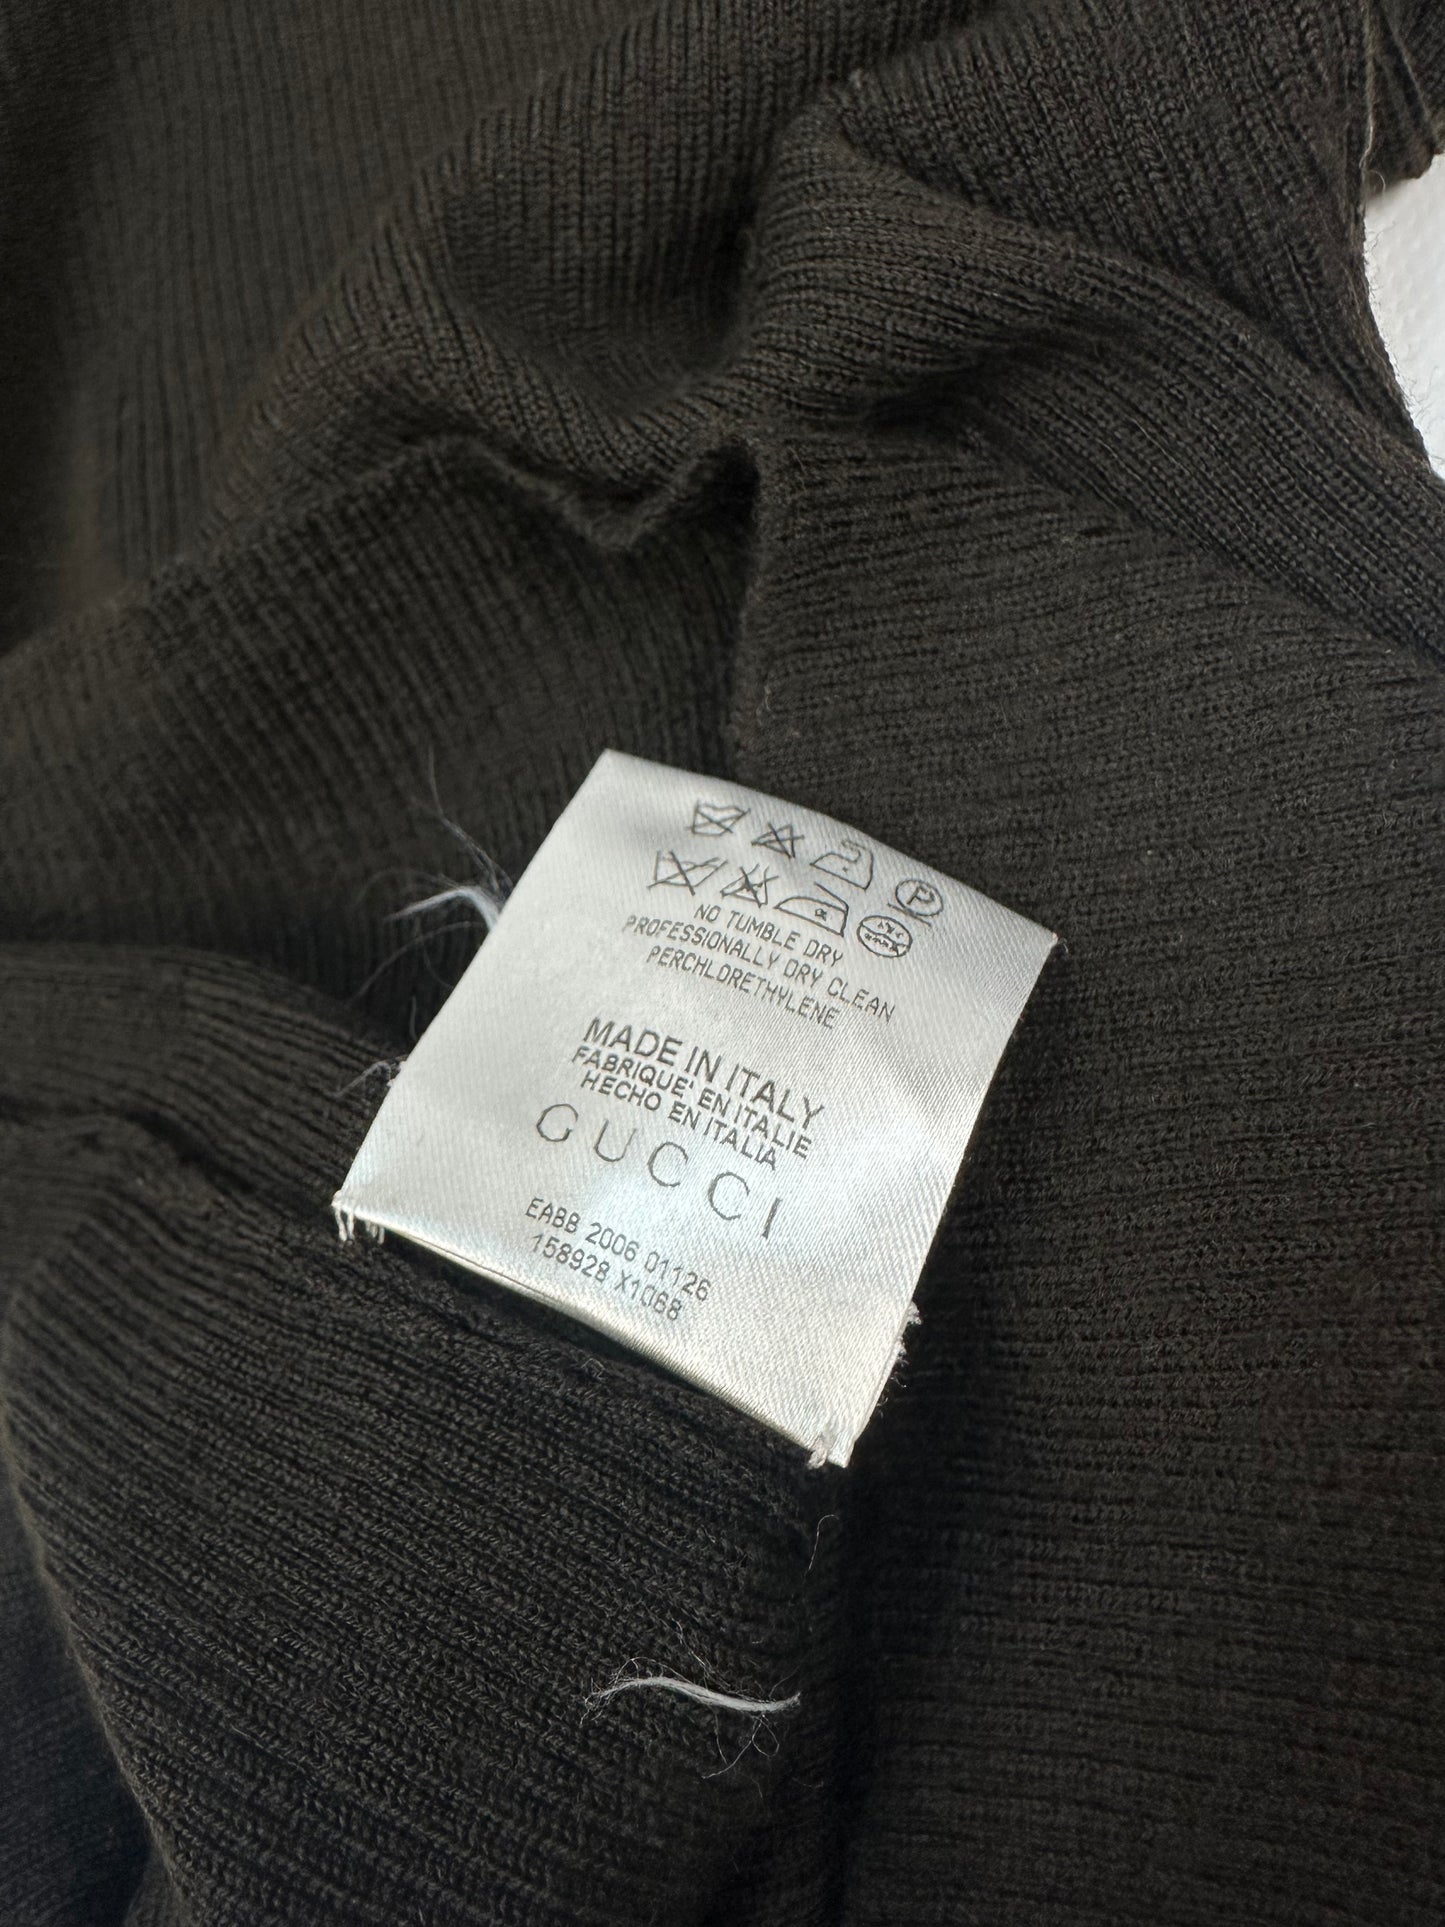 P
NO TUMBLE DRY
PROFESSIONALLY DRY CLEAN
PERCHLORETHYLENE
MADE IN ITALY
FABRIQUE' EN ITALIE
HECHO EN ITALIA
GUCCI
EABB 2006 01126
158928 X1068